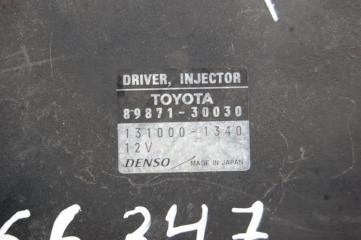 DRIVER, INJECTOR
TOYOTA
89871-30030
131000-1340
12V
DENSO MADE IN JAPAN
66 347